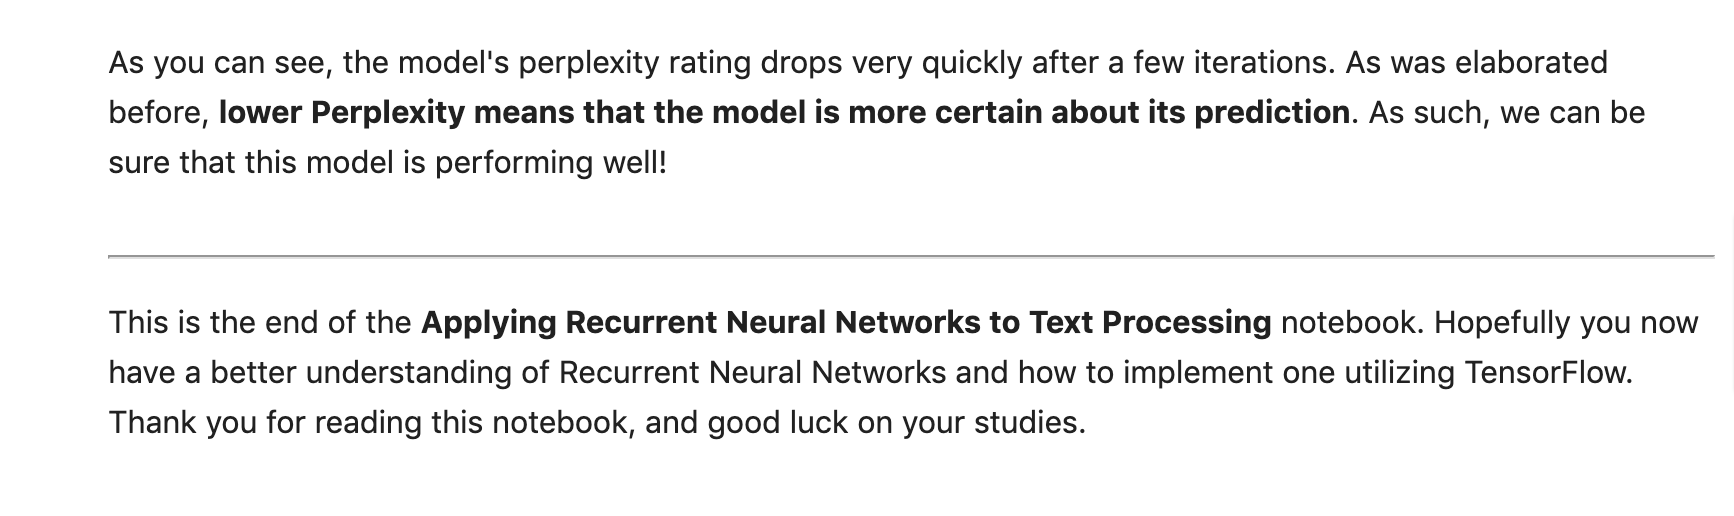 As you can see, the model's perplexity rating drops very quickly after a few iterations. As was elaborated
before, lower Perplexity means that the model is more certain about its prediction. As such, we can be
sure that this model is performing well!
This is the end of the Applying Recurrent Neural Networks to Text Processing notebook. Hopefully you now
have a better understanding of Recurrent Neural Networks and how to implement one utilizing TensorFlow.
Thank you for reading this notebook, and good luck on your studies.